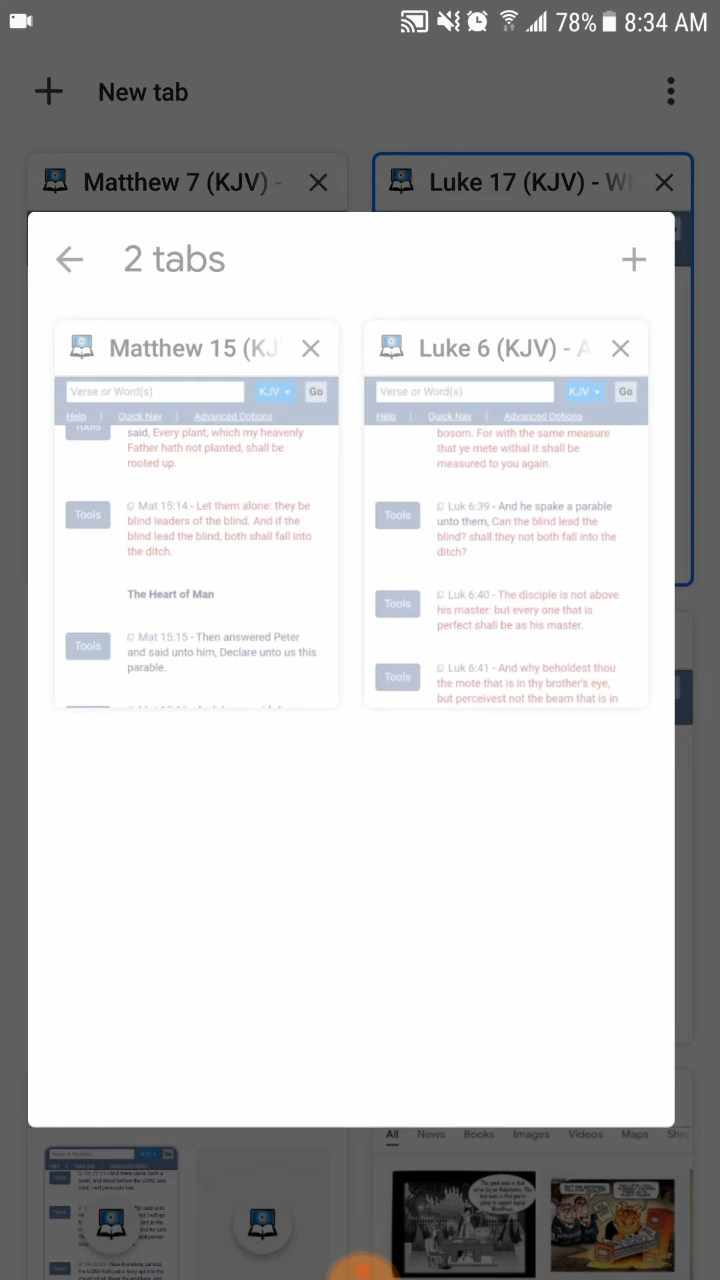 78% 8:34 AM
New tab
Matthew 7 (KJV) -
Luke 17 (KJV) -
2 tabs
Matthew 15 (KJ
Verse or Word(s) KJV Go
Help Quick Nav Advanced Options
Tools
said, Every plant, which my heavenly
Father hath not planted, shall be
rooted up.
Tools
Mat 15:14 - Let them alone: they be
blind leaders of the blind. And if the
blind lead the blind, both shall fall into
the ditch.
The Heart of Man
Tools
Mat 15:15 - Then answered Peter
and said unto him, Declare unto us this
parable.
Luke 6 (KJV) - A
Verse or Word(s) KJV Go
Help Quick Nav Advanced Options
bosom. For with the same measure
that ye mete withal it shall be
measured to you again.
Tools
Luk 6:39 - And he spake a parable
unto them, Can the blind lead the
blind? shall they not both fall into the
ditch?
Tools
Luk 6:40 - The disciple is not above
his master: but every one that is
perfect shall be as his master.
Tools
Luk 6:41 - And why beholdest thou
the mote that is in thy brother's eye,
but perceivest not the beam that is in
All News Books Images Videos Maps